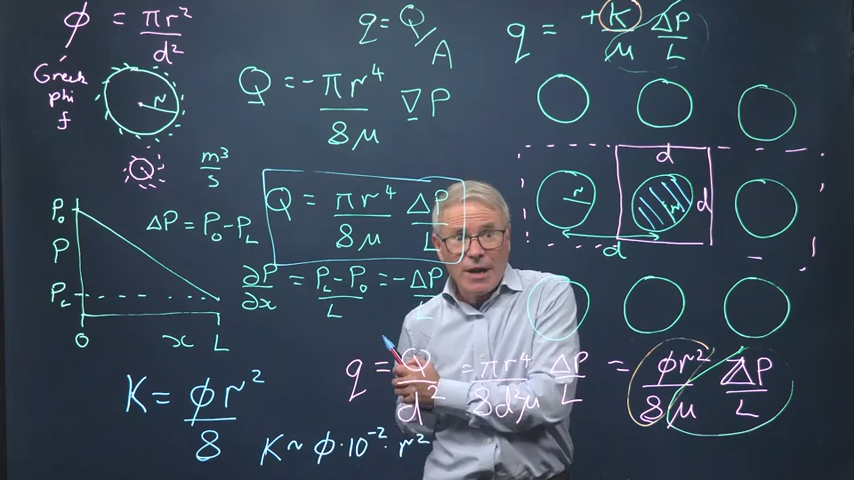 ϕ = πr²/d²
q = Q/A
q = +K/μ ΔP/L
Greek
phi
f
r
Q = -πr⁴/8μ ∇P
Q m³/s
d
Q = πr⁴/8μ ΔP/L
r
d
d
P₀
ΔP = P₀-P_L
P
∂P/∂x = P_L-P₀/L = -ΔP/L
P_L
0 x L
q = Q/d² = πr⁴/8d²μ ΔP/L = ϕr²/8μ ΔP/L
K = ϕr²/8
K ~ ϕ·10⁻²·r²